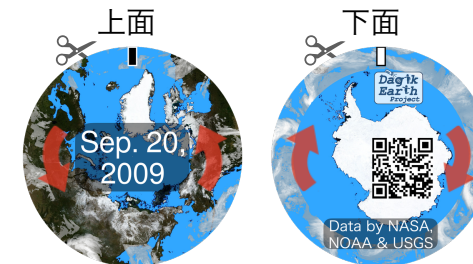 上面
下面
Dagik
Earth
Project
Sep. 20,
2009
Data by NASA,
NOAA & USGS